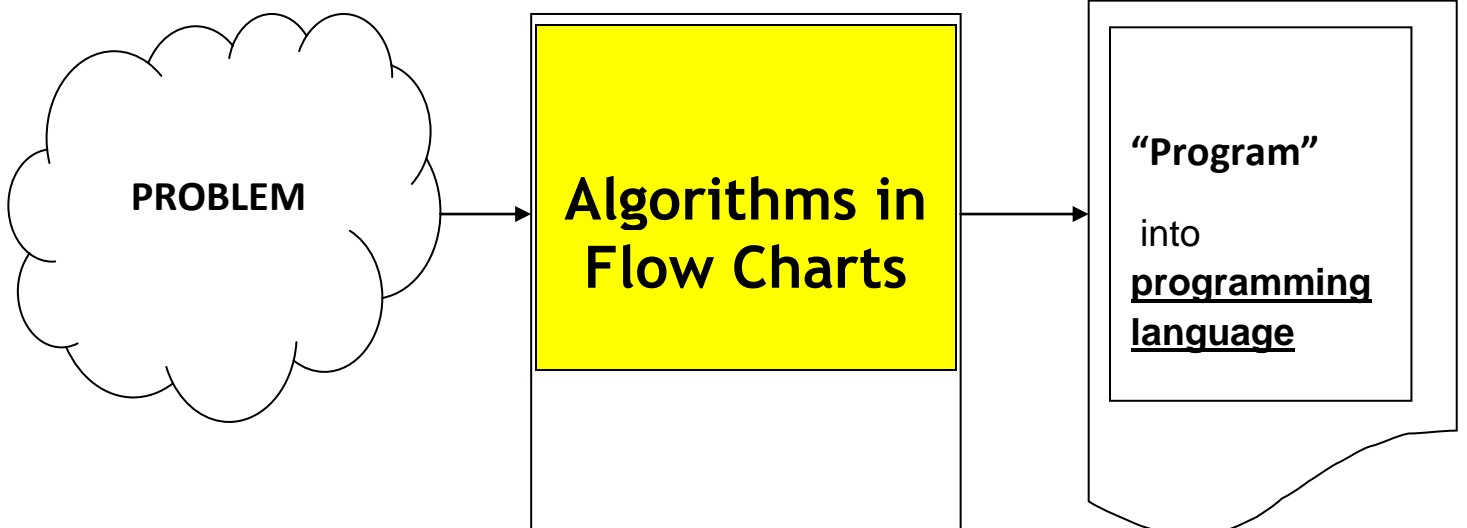 PROBLEM
Algorithms in
Flow Charts
“Program”
into
programming
language